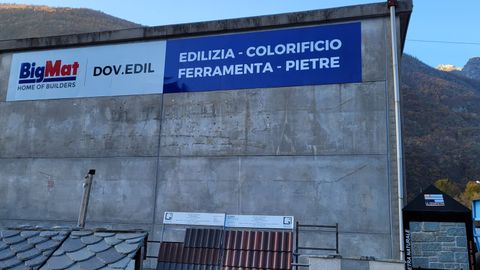 BigMat
HOME OF BUILDERS
DOV.EDIL
EDILIZIA - COLORIFICIO
FERRAMENTA - PIETRE